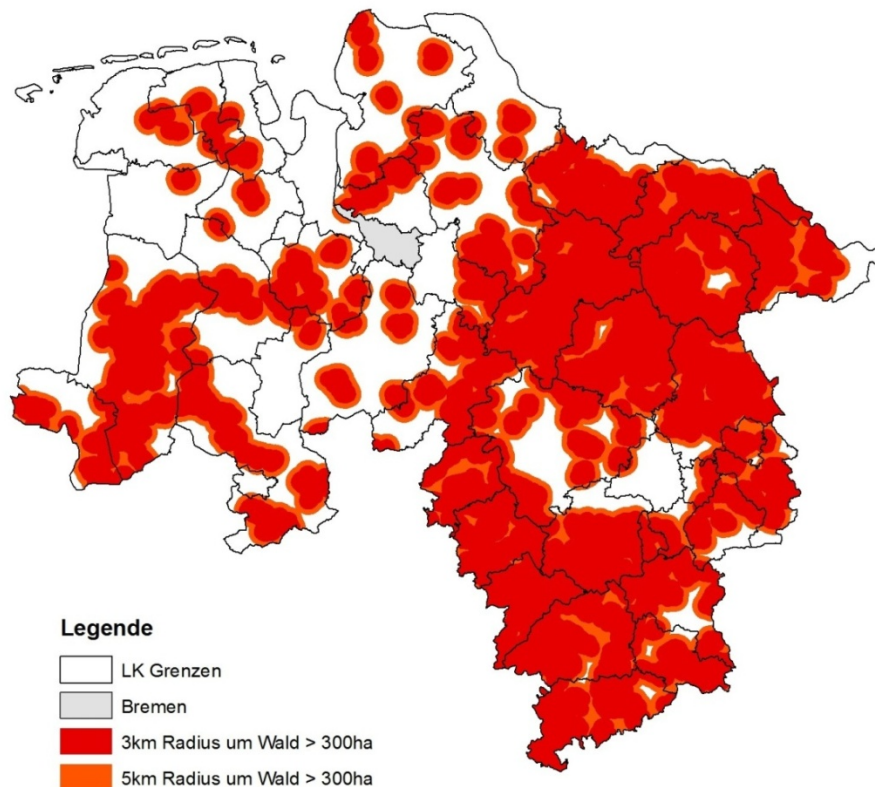 Legende
LK Grenzen
Bremen
3km Radius um Wald > 300ha
5km Radius um Wald > 300ha